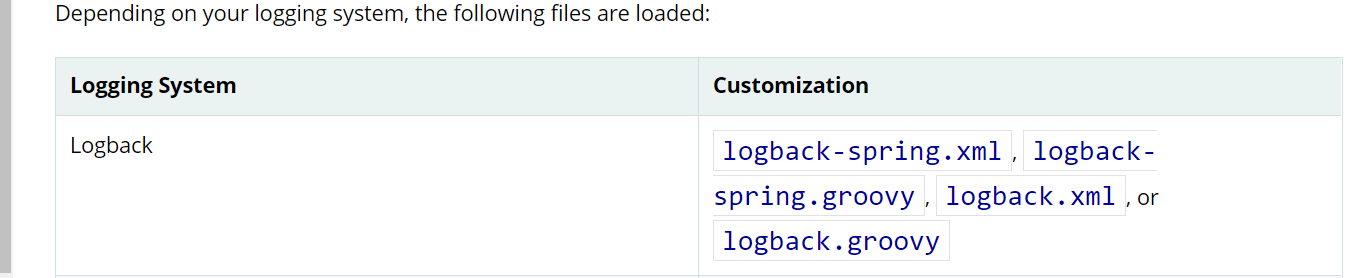 Depending on your logging system, the following files are loaded:
Logging System
Customization
Logback
logback-spring.xml, logback-
spring.groovy, logback.xml, or
logback.groovy